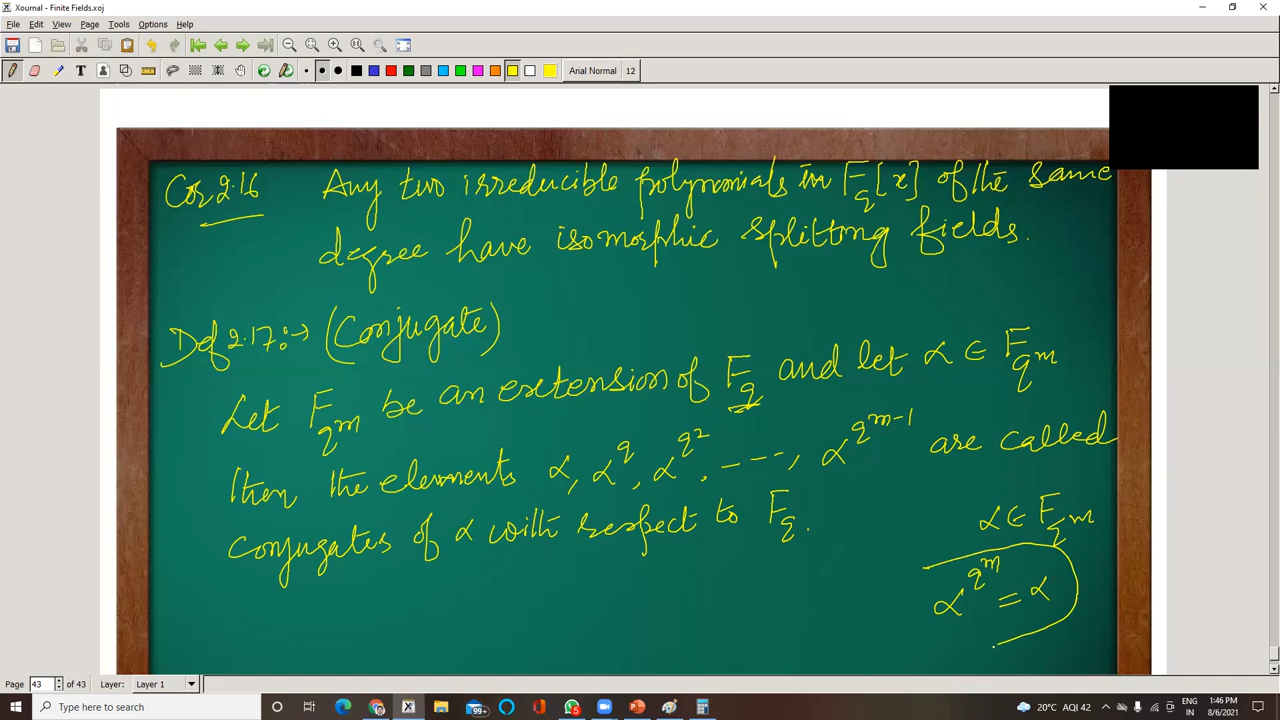 Xournal - Finite Fields.xoj
File Edit View Page Tools Options Help
Arial Normal 12
Cor 2.16 Any two irreducible polynomials in F_q[x] of the same
degree have isomorphic splitting fields.
Def 2.17:→ (Conjugate)
Let F_{q^m} be an extension of F_q and let α ∈ F_{q^m}
then the elements α, α^q, α^{q^2}, ----, α^{q^{m-1}} are called
conjugates of α with respect to F_q.
α ∈ F_{q^m}
α^{q^m} = α
Page 43 of 43 Layer: Layer 1
Type here to search
99+
5
20°C AQI 42
ENG
IN
1:46 PM
8/6/2021